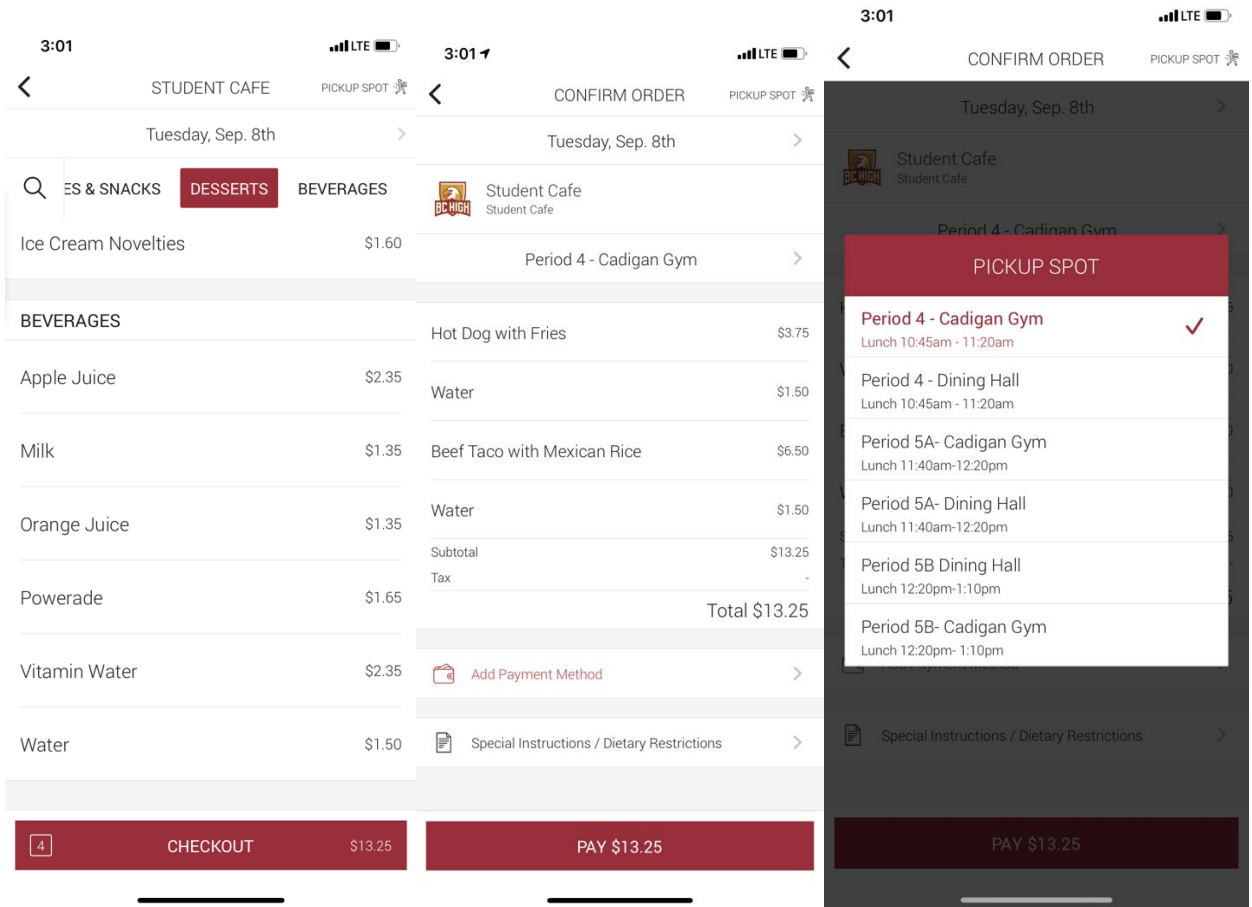 3:01
LTE
STUDENT CAFE
PICKUP SPOT
Tuesday, Sep. 8th
ES & SNACKS
DESSERTS
BEVERAGES
Ice Cream Novelties $1.60
BEVERAGES
Apple Juice $2.35
Milk $1.35
Orange Juice $1.35
Powerade $1.65
Vitamin Water $2.35
Water $1.50
4 CHECKOUT $13.25
3:01
LTE
CONFIRM ORDER
PICKUP SPOT
Tuesday, Sep. 8th
BC HIGH
Student Cafe
Student Cafe
Period 4 - Cadigan Gym
Hot Dog with Fries $3.75
Water $1.50
Beef Taco with Mexican Rice $6.50
Water $1.50
Subtotal $13.25
Tax -
Total $13.25
Add Payment Method
Special Instructions / Dietary Restrictions
PAY $13.25
3:01
LTE
CONFIRM ORDER
PICKUP SPOT
Tuesday, Sep. 8th
BC HIGH
Student Cafe
Student Cafe
Period 4 - Cadigan Gym
PICKUP SPOT
Period 4 - Cadigan Gym
Lunch 10:45am - 11:20am
Period 4 - Dining Hall
Lunch 10:45am - 11:20am
Period 5A- Cadigan Gym
Lunch 11:40am-12:20pm
Period 5A- Dining Hall
Lunch 11:40am-12:20pm
Period 5B Dining Hall
Lunch 12:20pm-1:10pm
Period 5B- Cadigan Gym
Lunch 12:20pm- 1:10pm
Add Payment Method
Special Instructions / Dietary Restrictions
PAY $13.25